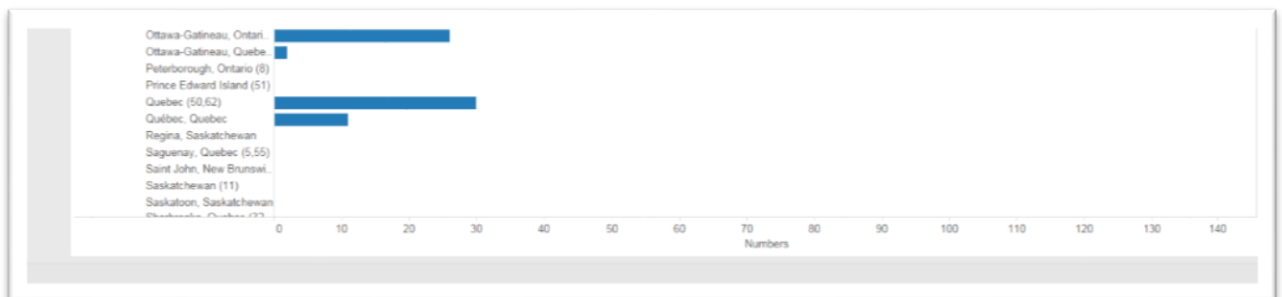 Ottawa-Gatineau, Ontari..
Ottawa-Gatineau, Quebe..
Peterborough, Ontario (8)
Prince Edward Island (51)
Quebec (50,62)
Québec, Quebec
Regina, Saskatchewan
Saguenay, Quebec (5,55)
Saint John, New Brunswi..
Saskatchewan (11)
Saskatoon, Saskatchewan
0 10 20 30 40 50 60 70 80 90 100 110 120 130 140
Numbers